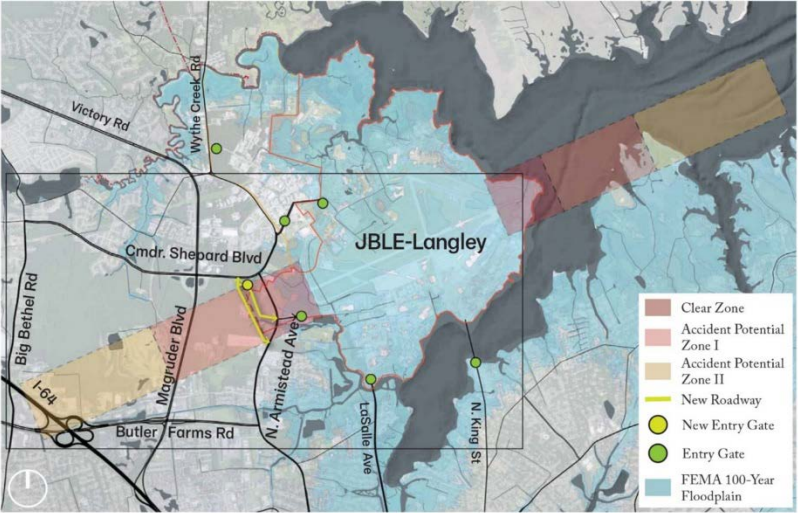 Wythe Creek Rd
Victory Rd
JBLE-Langley
Cmdr. Shepard Blvd
Big Bethel Rd
Magruder Blvd
N. Armistead Ave
I-64
Butler Farms Rd
LaSalle Ave
N. King St
Clear Zone
Accident Potential
Zone I
Accident Potential
Zone II
New Roadway
New Entry Gate
Entry Gate
FEMA 100-Year
Floodplain